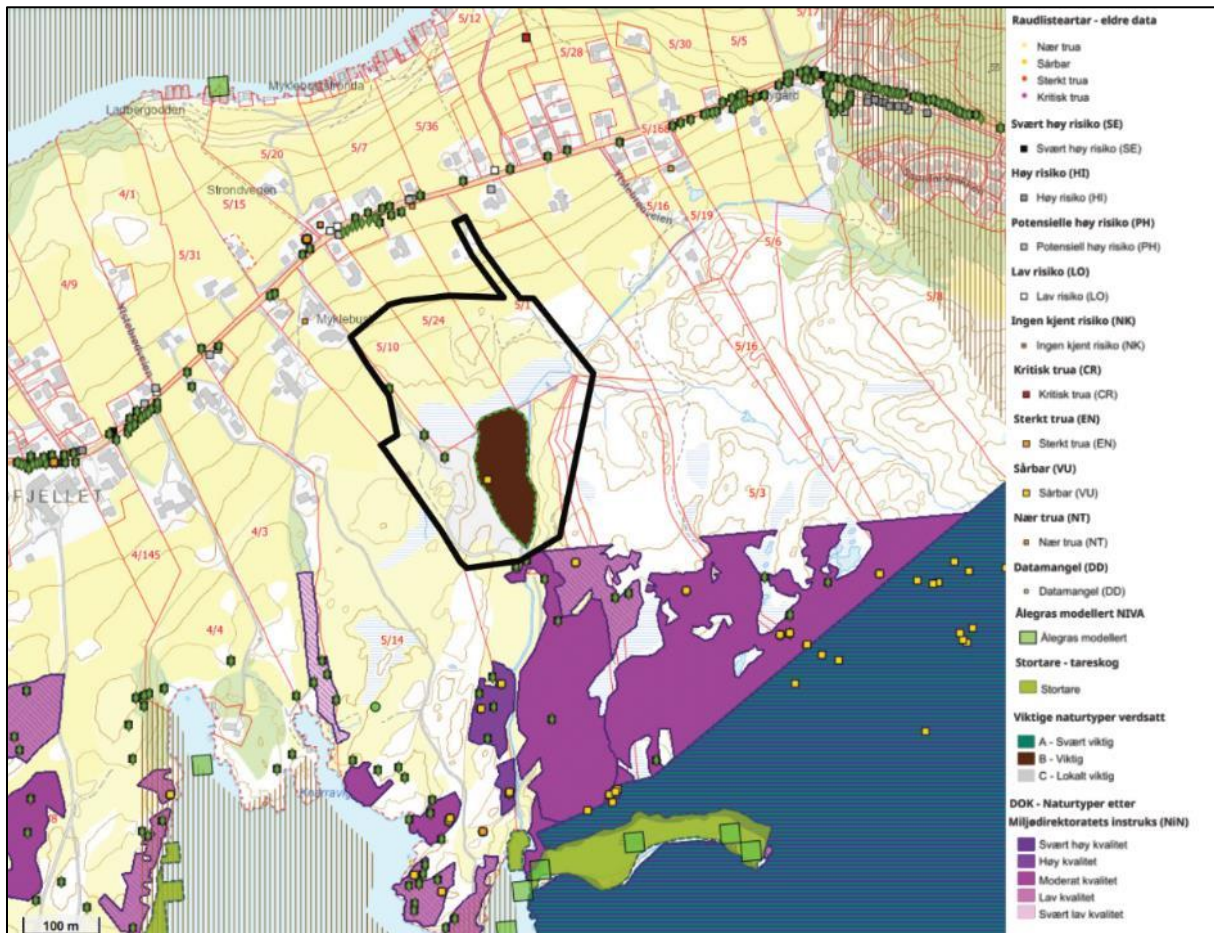 5/12
5/17
5/30
5/5
5/28
Myklebuststranda
Ladbergodden
5/36
5/168
5/7
5/20
4/1
Strondvegen
5/15
5/16
5/19
5/31
5/6
4/9
5/8
Myklebust
5/1
5/24
5/16
5/10
FJELLET
5/3
4/3
4/145
4/4
5/14
100 m
Raudlisteartar - eldre data
Nær trua
Sårbar
Sterkt trua
Kritisk trua
Svært høy risiko (SE)
Svært høy risiko (SE)
Høy risiko (HI)
Høy risiko (HI)
Potensielle høy risiko (PH)
Potensiell høy risiko (PH)
Lav risiko (LO)
Lav risiko (LO)
Ingen kjent risiko (NK)
Ingen kjent risiko (NK)
Kritisk trua (CR)
Kritisk trua (CR)
Sterkt trua (EN)
Sterkt trua (EN)
Sårbar (VU)
Sårbar (VU)
Nær trua (NT)
Nær trua (NT)
Datamangel (DD)
Datamangel (DD)
Ålegras modellert NIVA
Ålegras modellert
Stortare - tareskog
Stortare
Viktige naturtyper verdsatt
A - Svært viktig
B - Viktig
C - Lokalt viktig
DOK - Naturtyper etter
Miljødirektoratets instruks (NiN)
Svært høy kvalitet
Høy kvalitet
Moderat kvalitet
Lav kvalitet
Svært lav kvalitet